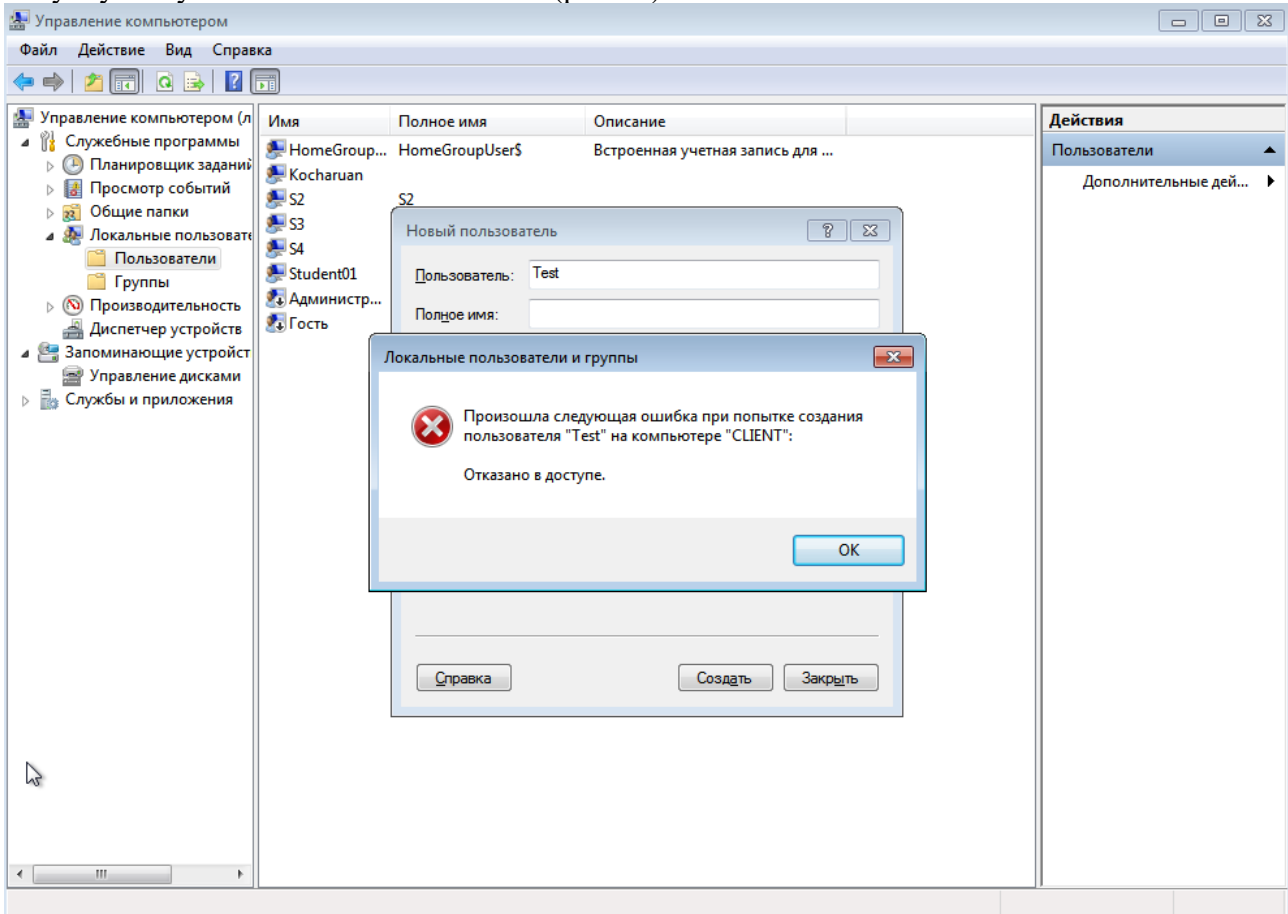 Управление компьютером
Файл Действие Вид Справка
Управление компьютером (л
Служебные программы
Планировщик заданий
Просмотр событий
Общие папки
Локальные пользовате
Пользователи
Группы
Производительность
Диспетчер устройств
Запоминающие устройст
Управление дисками
Службы и приложения
Имя Полное имя Описание
HomeGroup... HomeGroupUser$ Встроенная учетная запись для ...
Kocharuan
S2 S2
S3
S4
Student01
Администр...
Гость
Новый пользователь
Пользователь: Test
Полное имя:
Локальные пользователи и группы
Произошла следующая ошибка при попытке создания
пользователя "Test" на компьютере "CLIENT":
Отказано в доступе.
OK
Справка Создать Закрыть
Действия
Пользователи
Дополнительные дей...